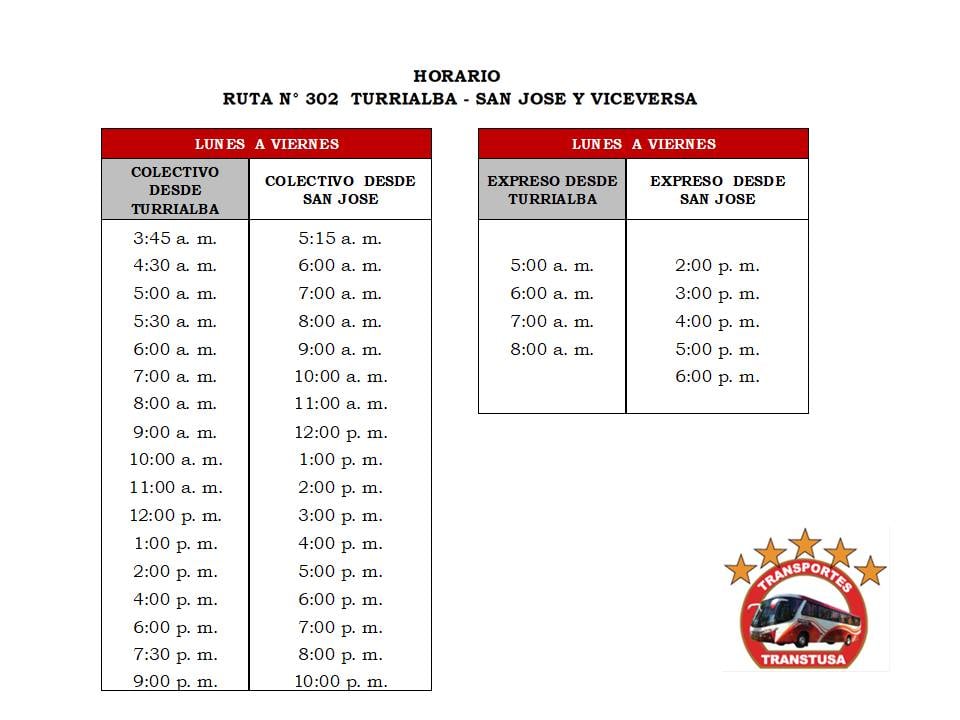 HORARIO
RUTA N° 302 TURRIALBA - SAN JOSE Y VICEVERSA
LUNES A VIERNES
COLECTIVO
DESDE
TURRIALBA
COLECTIVO DESDE
SAN JOSE
3:45 a. m. 5:15 a. m.
4:30 a. m. 6:00 a. m.
5:00 a. m. 7:00 a. m.
5:30 a. m. 8:00 a. m.
6:00 a. m. 9:00 a. m.
7:00 a. m. 10:00 a. m.
8:00 a. m. 11:00 a. m.
9:00 a. m. 12:00 p. m.
10:00 a. m. 1:00 p. m.
11:00 a. m. 2:00 p. m.
12:00 p. m. 3:00 p. m.
1:00 p. m. 4:00 p. m.
2:00 p. m. 5:00 p. m.
4:00 p. m. 6:00 p. m.
6:00 p. m. 7:00 p. m.
7:30 p. m. 8:00 p. m.
9:00 p. m. 10:00 p. m.
LUNES A VIERNES
EXPRESO DESDE
TURRIALBA
EXPRESO DESDE
SAN JOSE
5:00 a. m. 2:00 p. m.
6:00 a. m. 3:00 p. m.
7:00 a. m. 4:00 p. m.
8:00 a. m. 5:00 p. m.
6:00 p. m.
TRANSPORTES
TRANSTUSA